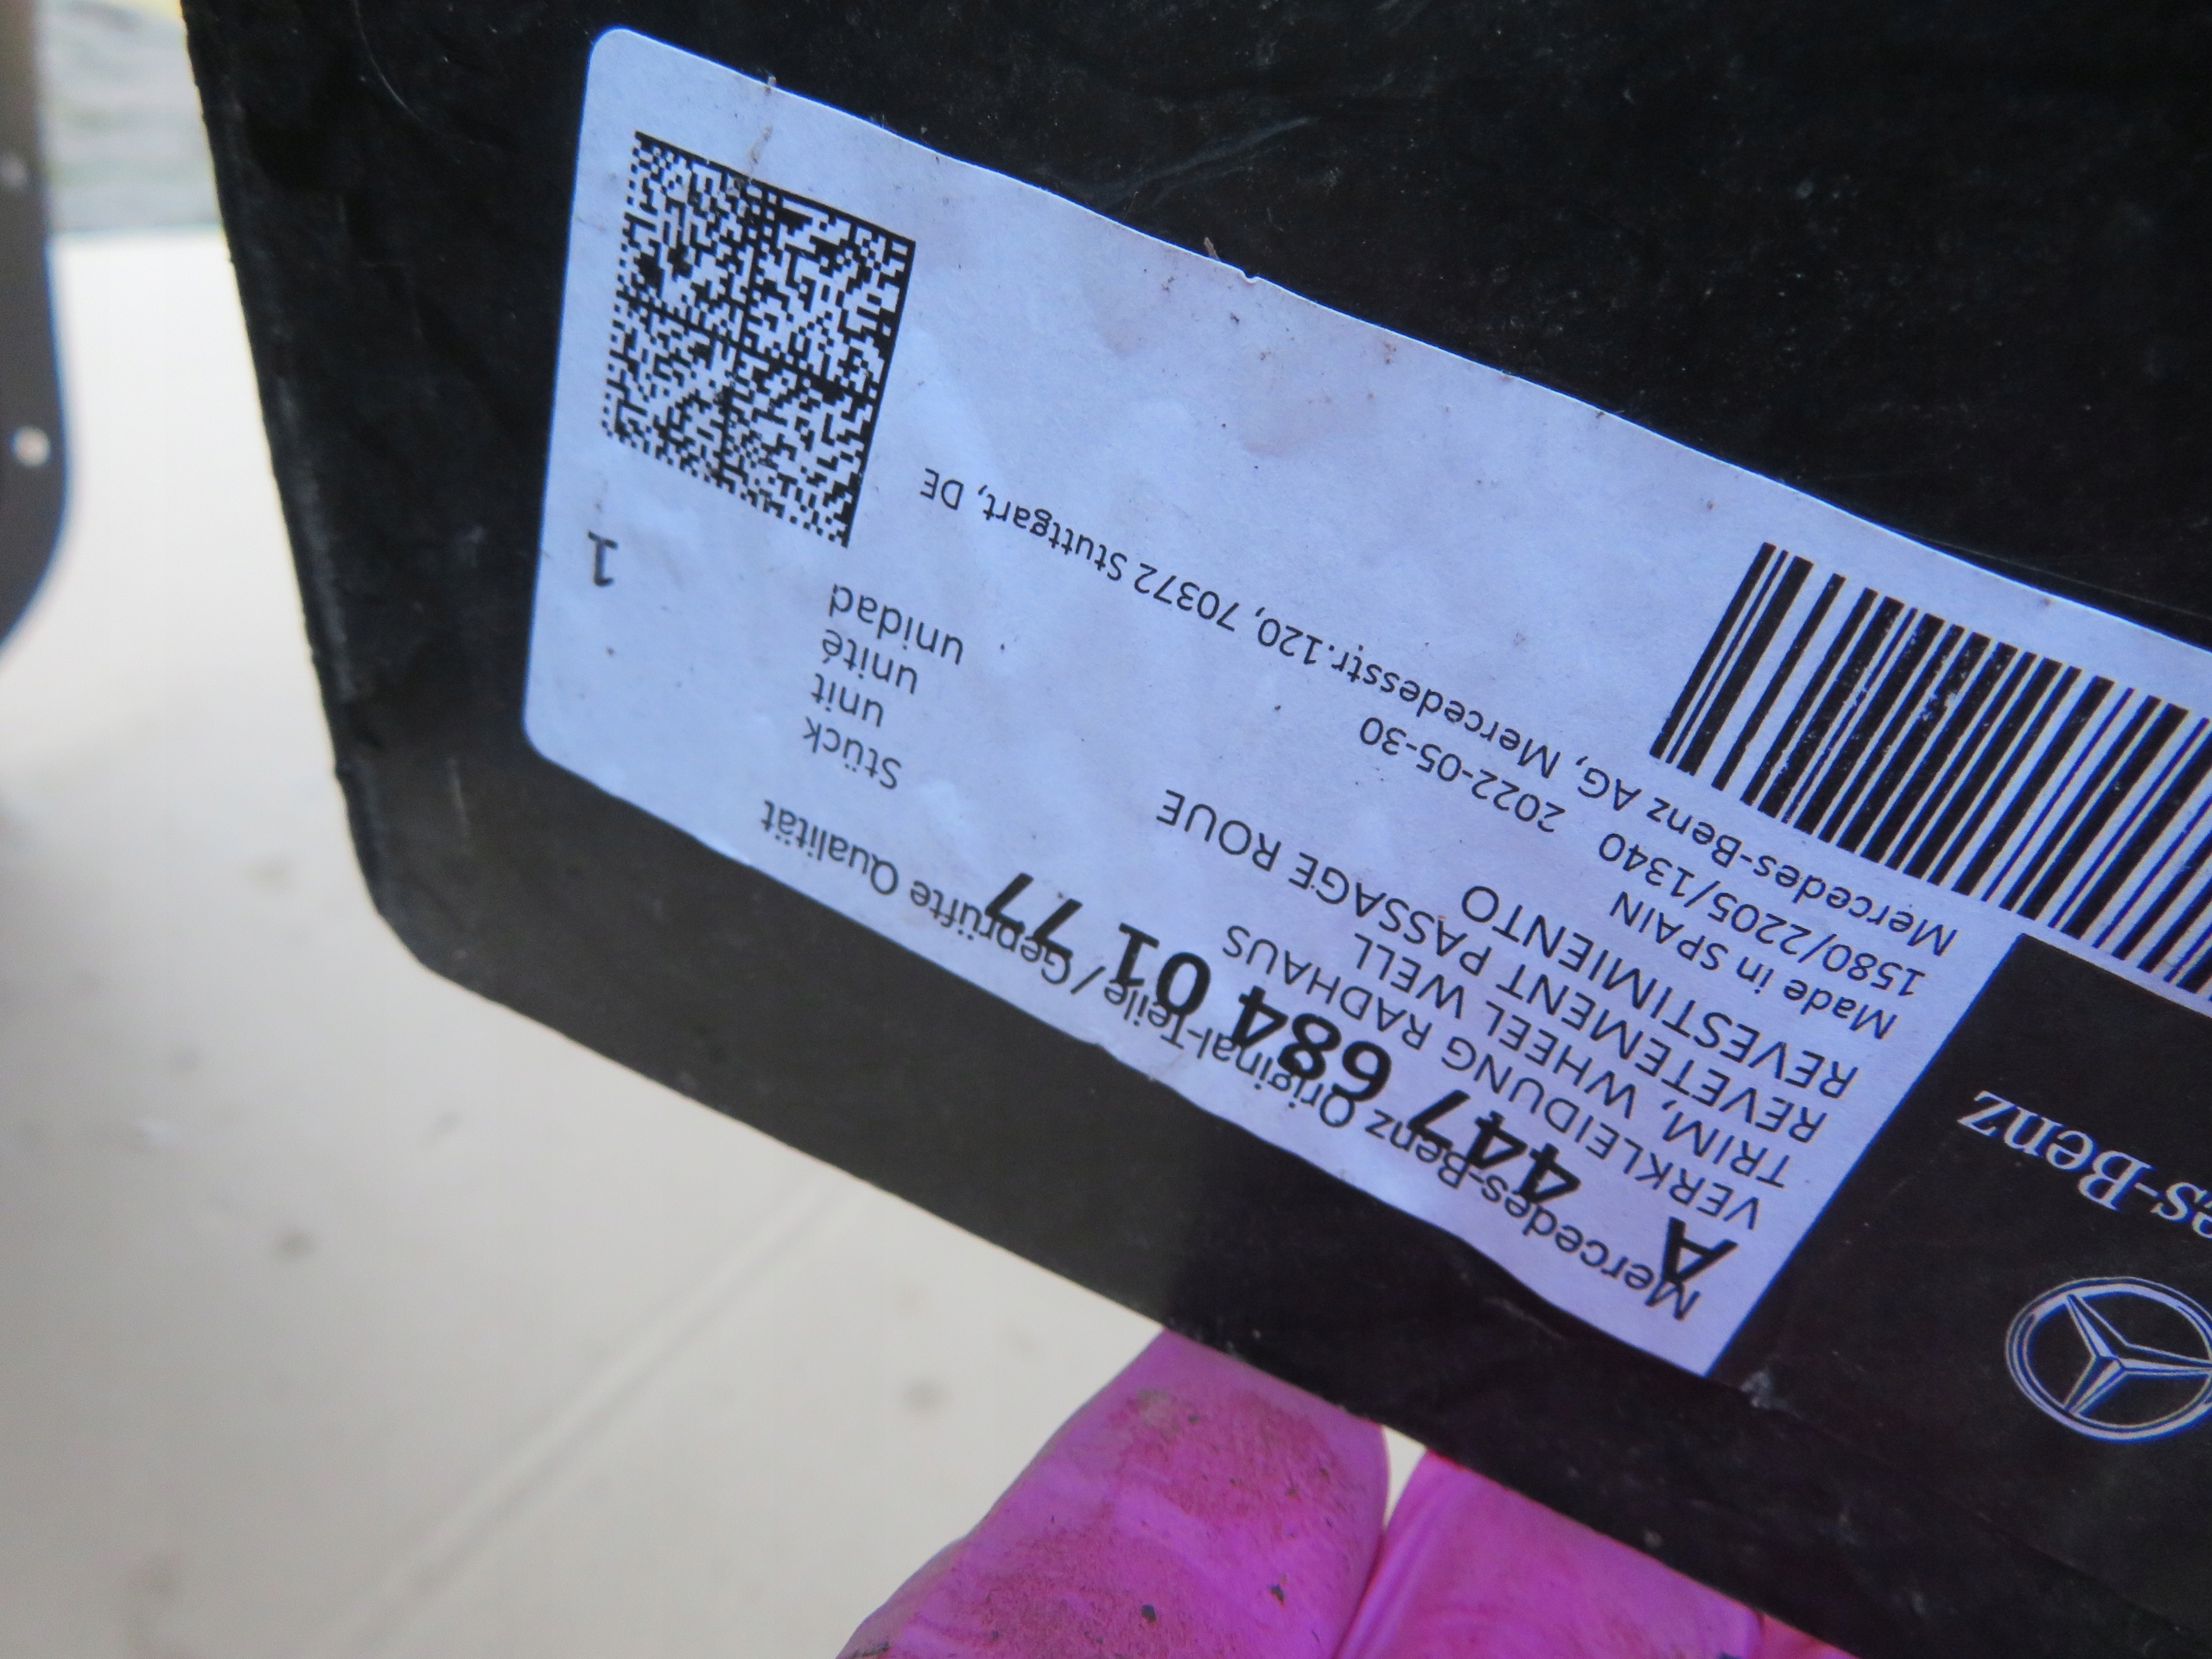 Mercedes-Benz Original-Teile/Geprüfte Qualität
A 447 684 01 77
VERKLEIDUNG RADHAUS
TRIM, WHEEL WELL
REVETEMENT PASSAGE ROUE
REVESTIMIENTO
Made in SPAIN
1580/2205/1340 2022-05-30
Mercedes-Benz AG, Mercedesstr.120, 70372 Stuttgart, DE
Stück
unit
unité
unidad
1
es-Benz